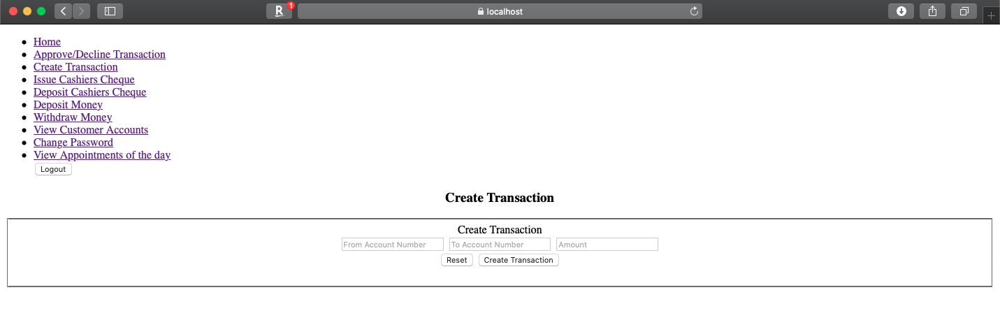 R 1 localhost
Home
Approve/Decline Transaction
Create Transaction
Issue Cashiers Cheque
Deposit Cashiers Cheque
Deposit Money
Withdraw Money
View Customer Accounts
Change Password
View Appointments of the day
Logout
Create Transaction
Create Transaction
From Account Number To Account Number Amount
Reset Create Transaction